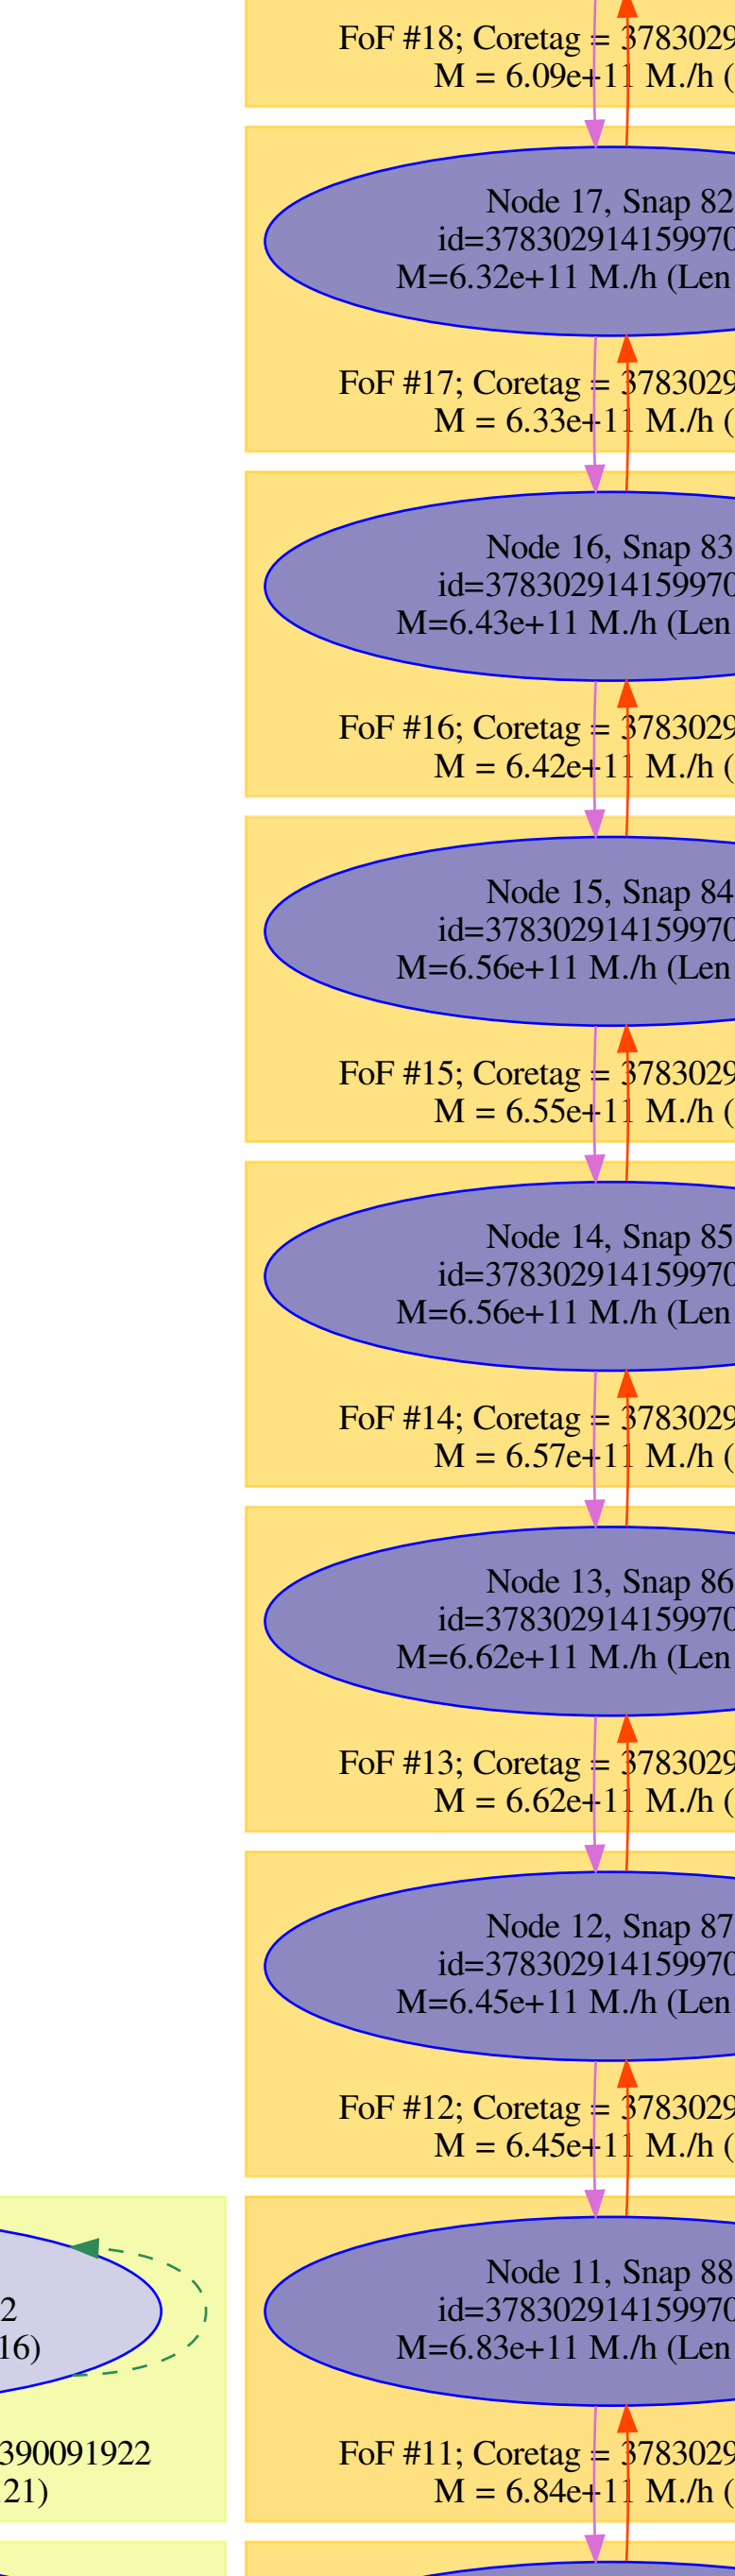 FoF #18; Coretag = 3783029
M = 6.09e+11 M./h (
Node 17, Snap 82
id=378302914159970
M=6.32e+11 M./h (Len
FoF #17; Coretag = 3783029
M = 6.33e+11 M./h (
Node 16, Snap 83
id=378302914159970
M=6.43e+11 M./h (Len
FoF #16; Coretag = 3783029
M = 6.42e+11 M./h (
Node 15, Snap 84
id=378302914159970
M=6.56e+11 M./h (Len
FoF #15; Coretag = 3783029
M = 6.55e+11 M./h (
Node 14, Snap 85
id=378302914159970
M=6.56e+11 M./h (Len
FoF #14; Coretag = 3783029
M = 6.57e+11 M./h (
Node 13, Snap 86
id=378302914159970
M=6.62e+11 M./h (Len
FoF #13; Coretag = 3783029
M = 6.62e+11 M./h (
Node 12, Snap 87
id=378302914159970
M=6.45e+11 M./h (Len
FoF #12; Coretag = 3783029
M = 6.45e+11 M./h (
2
16)
390091922
21)
Node 11, Snap 88
id=378302914159970
M=6.83e+11 M./h (Len
FoF #11; Coretag = 3783029
M = 6.84e+11 M./h (